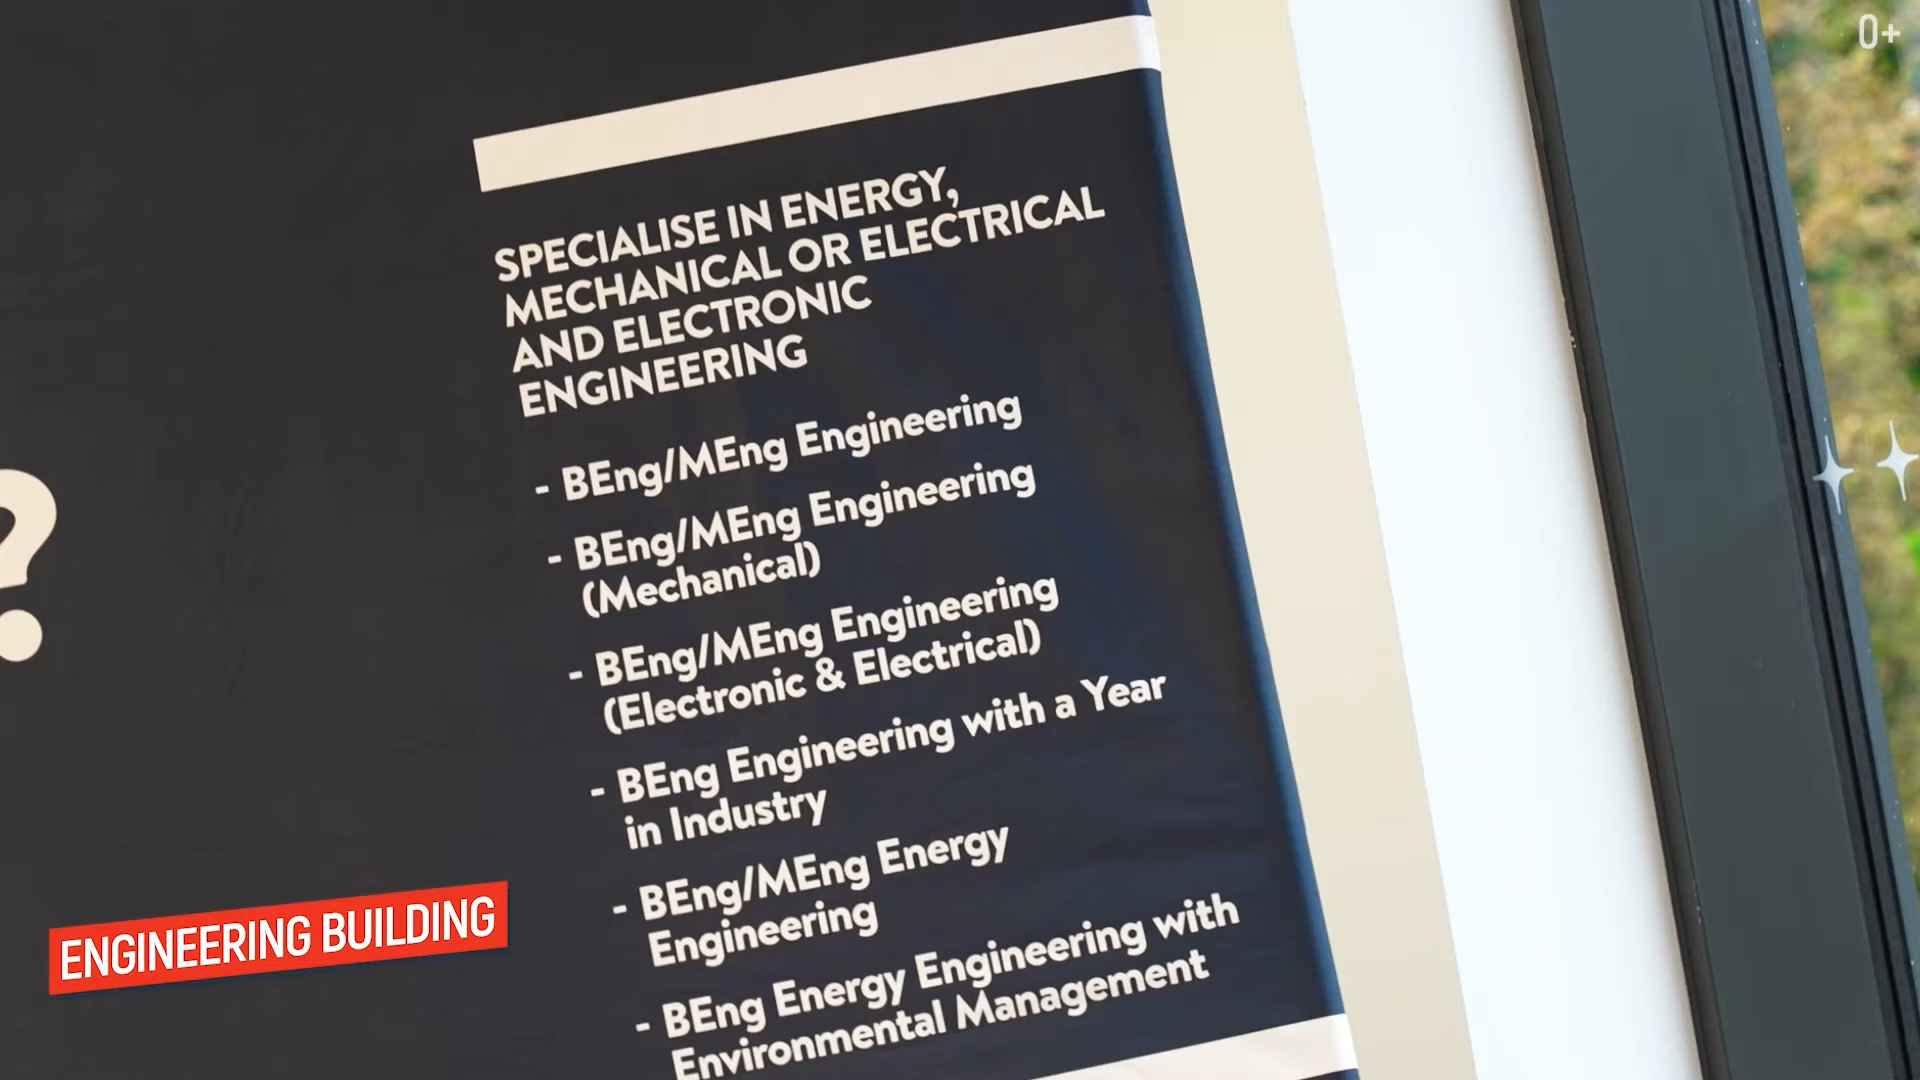 0+
SPECIALISE IN ENERGY,
MECHANICAL OR ELECTRICAL
AND ELECTRONIC
ENGINEERING
- BEng/MEng Engineering
- BEng/MEng Engineering
(Mechanical)
- BEng/MEng Engineering
(Electronic & Electrical)
- BEng Engineering with a Year
in Industry
- BEng/MEng Energy
Engineering
- BEng Energy Engineering with
Environmental Management
?
ENGINEERING BUILDING